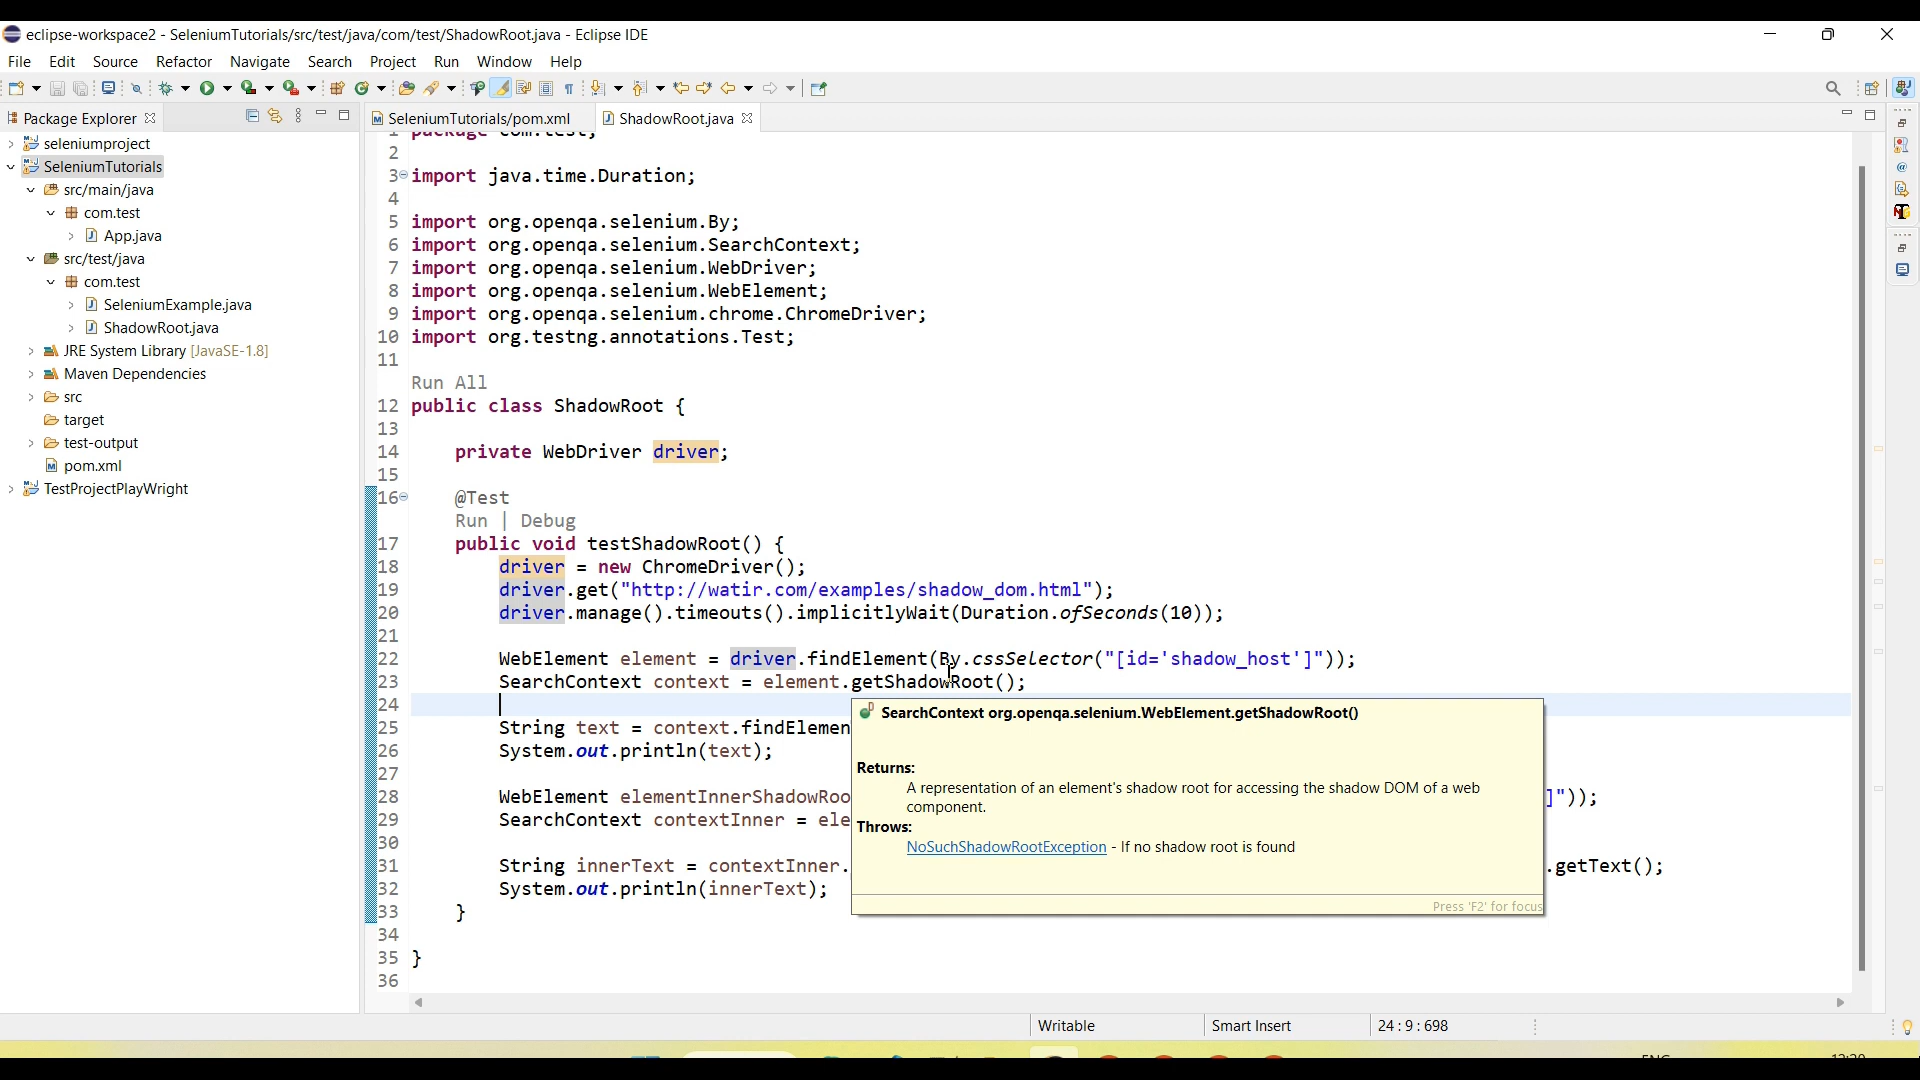 eclipse-workspace2 - SeleniumTutorials/src/test/java/com/test/ShadowRoot.java - Eclipse IDE
File Edit Source Refactor Navigate Search Project Run Window Help
Package Explorer
SeleniumTutorials/pom.xml
ShadowRoot.java
seleniumproject
SeleniumTutorials
src/main/java
com.test
App.java
src/test/java
com.test
SeleniumExample.java
ShadowRoot.java
JRE System Library [JavaSE-1.8]
Maven Dependencies
src
target
test-output
pom.xml
TestProjectPlayWright
1 package com.test;
2
3 import java.time.Duration;
4
5 import org.openqa.selenium.By;
6 import org.openqa.selenium.SearchContext;
7 import org.openqa.selenium.WebDriver;
8 import org.openqa.selenium.WebElement;
9 import org.openqa.selenium.chrome.ChromeDriver;
10 import org.testng.annotations.Test;
11
Run All
12 public class ShadowRoot {
13
14 private WebDriver driver;
15
16 @Test
Run | Debug
17 public void testShadowRoot() {
18 driver = new ChromeDriver();
19 driver.get("http://watir.com/examples/shadow_dom.html");
20 driver.manage().timeouts().implicitlyWait(Duration.ofSeconds(10));
21
22 WebElement element = driver.findElement(By.cssSelector("[id='shadow_host']"));
23 SearchContext context = element.getShadowRoot();
24
25 String text = context.findElemen
26 System.out.println(text);
27
28 WebElement elementInnerShadowRoo ]"));
29 SearchContext contextInner = ele
30
31 String innerText = contextInner. .getText();
32 System.out.println(innerText);
33 }
34
35 }
36
SearchContext org.openqa.selenium.WebElement.getShadowRoot()
Returns:
A representation of an element's shadow root for accessing the shadow DOM of a web
component.
Throws:
NoSuchShadowRootException - If no shadow root is found
Press 'F2' for focus
Writable Smart Insert 24 : 9 : 698